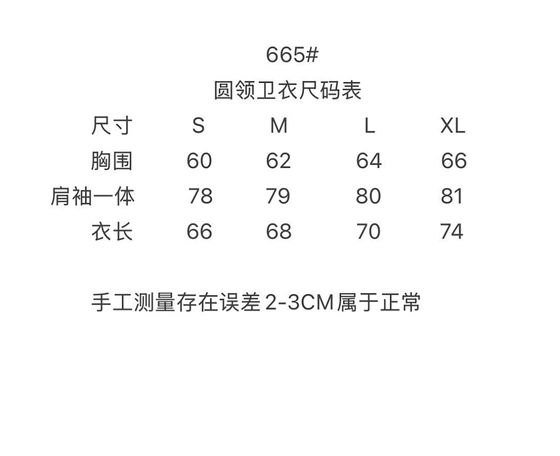 665#
圆领卫衣尺码表
尺寸 S M L XL
胸围 60 62 64 66
肩袖一体 78 79 80 81
衣长 66 68 70 74
手工测量存在误差2-3CM属于正常